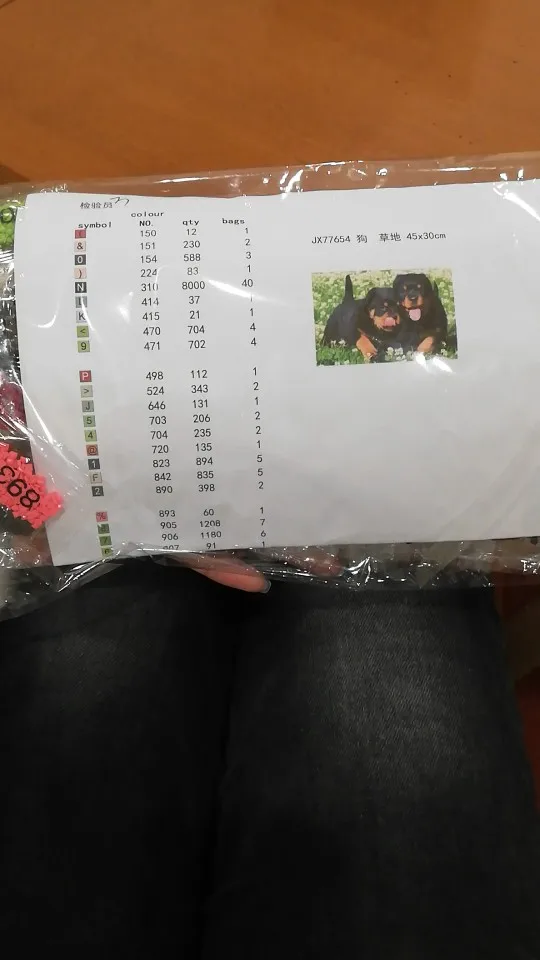 检验员
symbol colour NO. qty bags
150 12 1
& 151 230 2
0 154 588 3
) 224 83 1
N 310 8000 40
414 37
K 415 21 1
< 470 704 4
9 471 702 4
P 498 112 1
> 524 343 2
J 646 131 1
5 703 206 2
4 704 235 2
720 135 1
1 823 894 5
F 842 835 5
2 890 398 2
% 893 60 1
905 1208 7
7 906 1180 6
e 907 91 1
JX77654 狗 草地 45x30cm
893